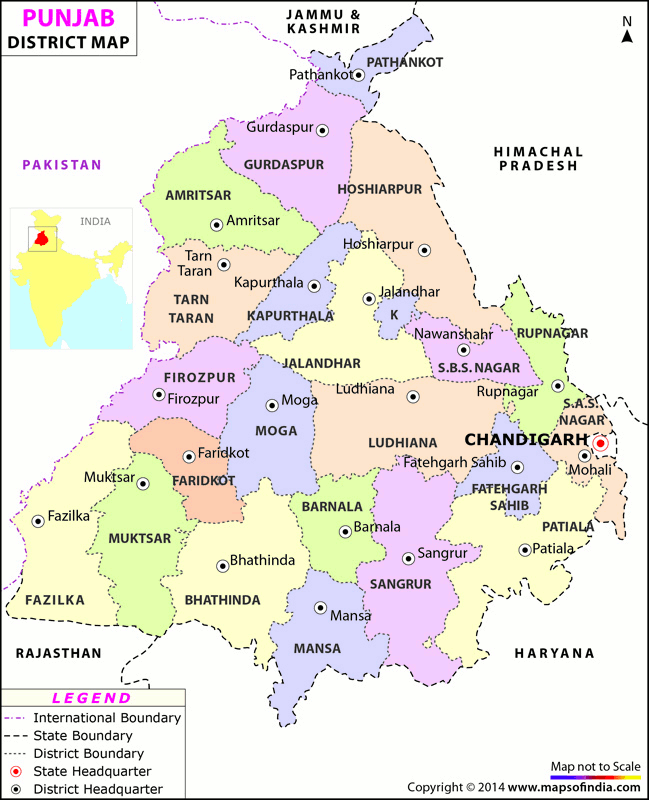 PUNJAB
DISTRICT MAP
JAMMU &
KASHMIR
N
PATHANKOT
Pathankot
Gurdaspur
GURDASPUR
PAKISTAN
HIMACHAL
PRADESH
HOSHIARPUR
AMRITSAR
Amritsar
INDIA
Hoshiarpur
Tarn
Taran
Kapurthala
Jalandhar
TARN
TARAN
KAPURTHALA
K
Nawanshahr
RUPNAGAR
JALANDHAR
S.B.S. NAGAR
FIROZPUR
Firozpur
Moga
Ludhiana
Rupnagar
S.A.S.
NAGAR
MOGA
LUDHIANA
CHANDIGARH
Faridkot
Fatehgarh Sahib
Mohali
Muktsar
FARIDKOT
FATEHGARH
SAHIB
BARNALA
Fazilka
Barnala
PATIALA
MUKTSAR
Bhathinda
Sangrur
Patiala
SANGRUR
FAZILKA
BHATHINDA
Mansa
MANSA
RAJASTHAN
HARYANA
LEGEND
International Boundary
State Boundary
District Boundary
State Headquarter
District Headquarter
Map not to Scale
Copyright © 2014 www.mapsofindia.com